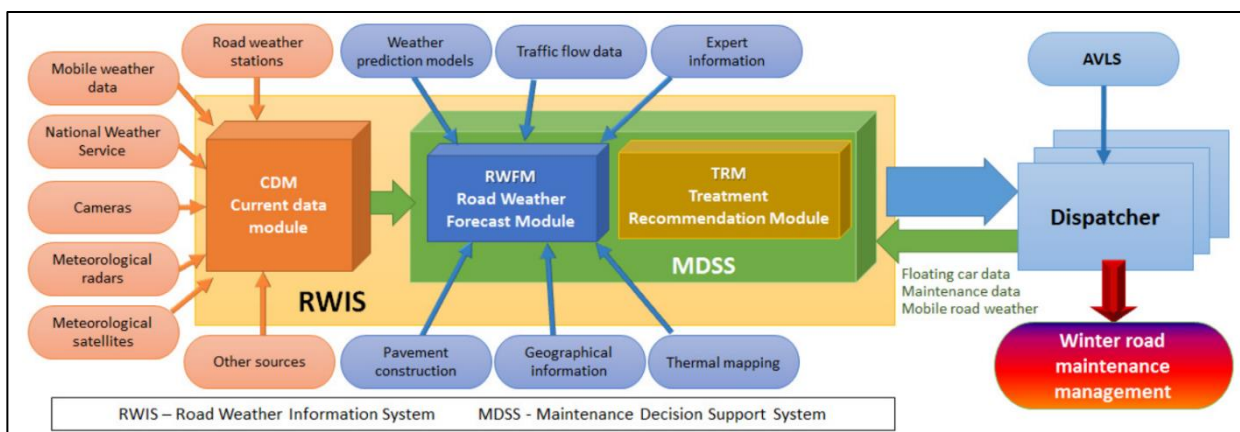 Road weather
stations
Mobile weather
data
National Weather
Service
Cameras
Meteorological
radars
Meteorological
satellites
Other sources
CDM
Current data
module
RWIS
Weather
prediction models
Traffic flow data
Expert
information
RWFM
Road Weather
Forecast Module
TRM
Treatment
Recommendation Module
MDSS
Pavement
construction
Geographical
information
Thermal mapping
AVLS
Dispatcher
Floating car data
Maintenance data
Mobile road weather
Winter road
maintenance
management
RWIS – Road Weather Information System MDSS - Maintenance Decision Support System